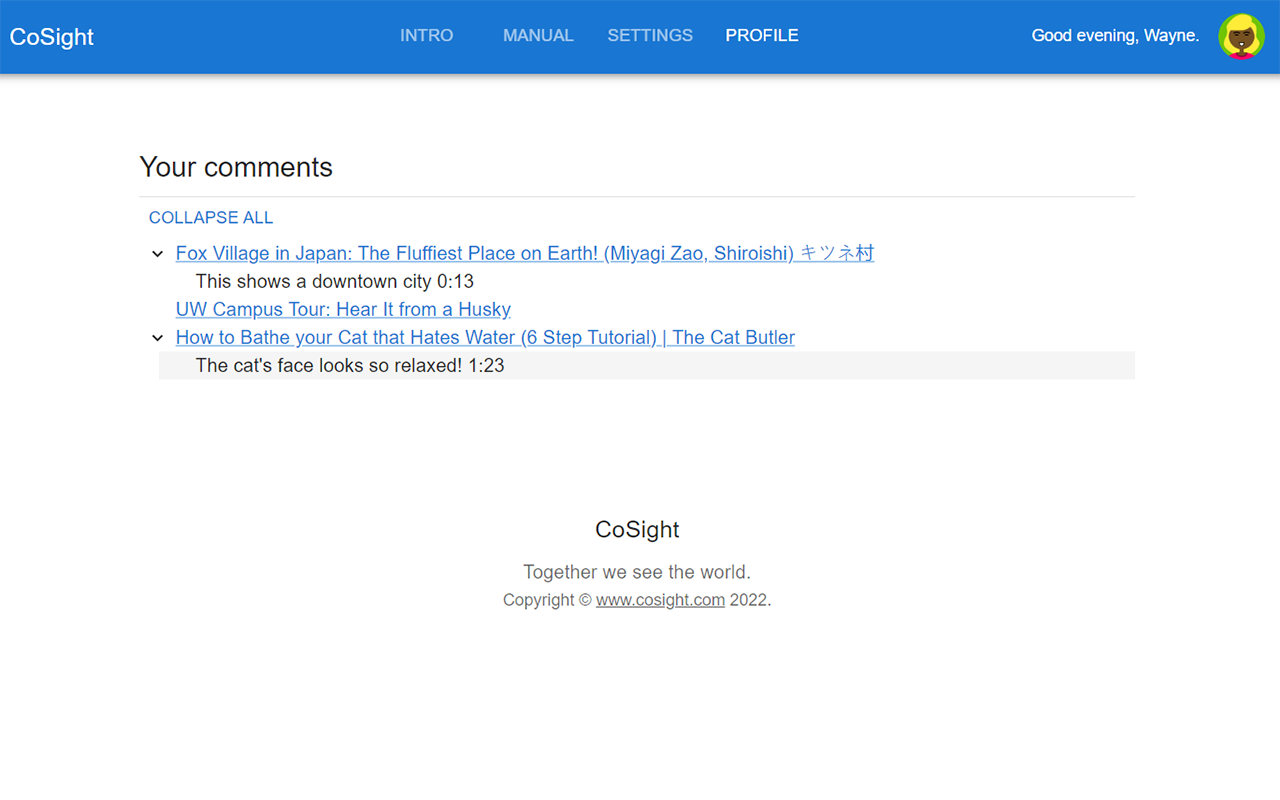 CoSight
INTRO MANUAL SETTINGS PROFILE
Good evening, Wayne.
Your comments
COLLAPSE ALL
Fox Village in Japan: The Fluffiest Place on Earth! (Miyagi Zao, Shiroishi) キツネ村
This shows a downtown city 0:13
UW Campus Tour: Hear It from a Husky
How to Bathe your Cat that Hates Water (6 Step Tutorial) | The Cat Butler
The cat's face looks so relaxed! 1:23
CoSight
Together we see the world.
Copyright © www.cosight.com 2022.